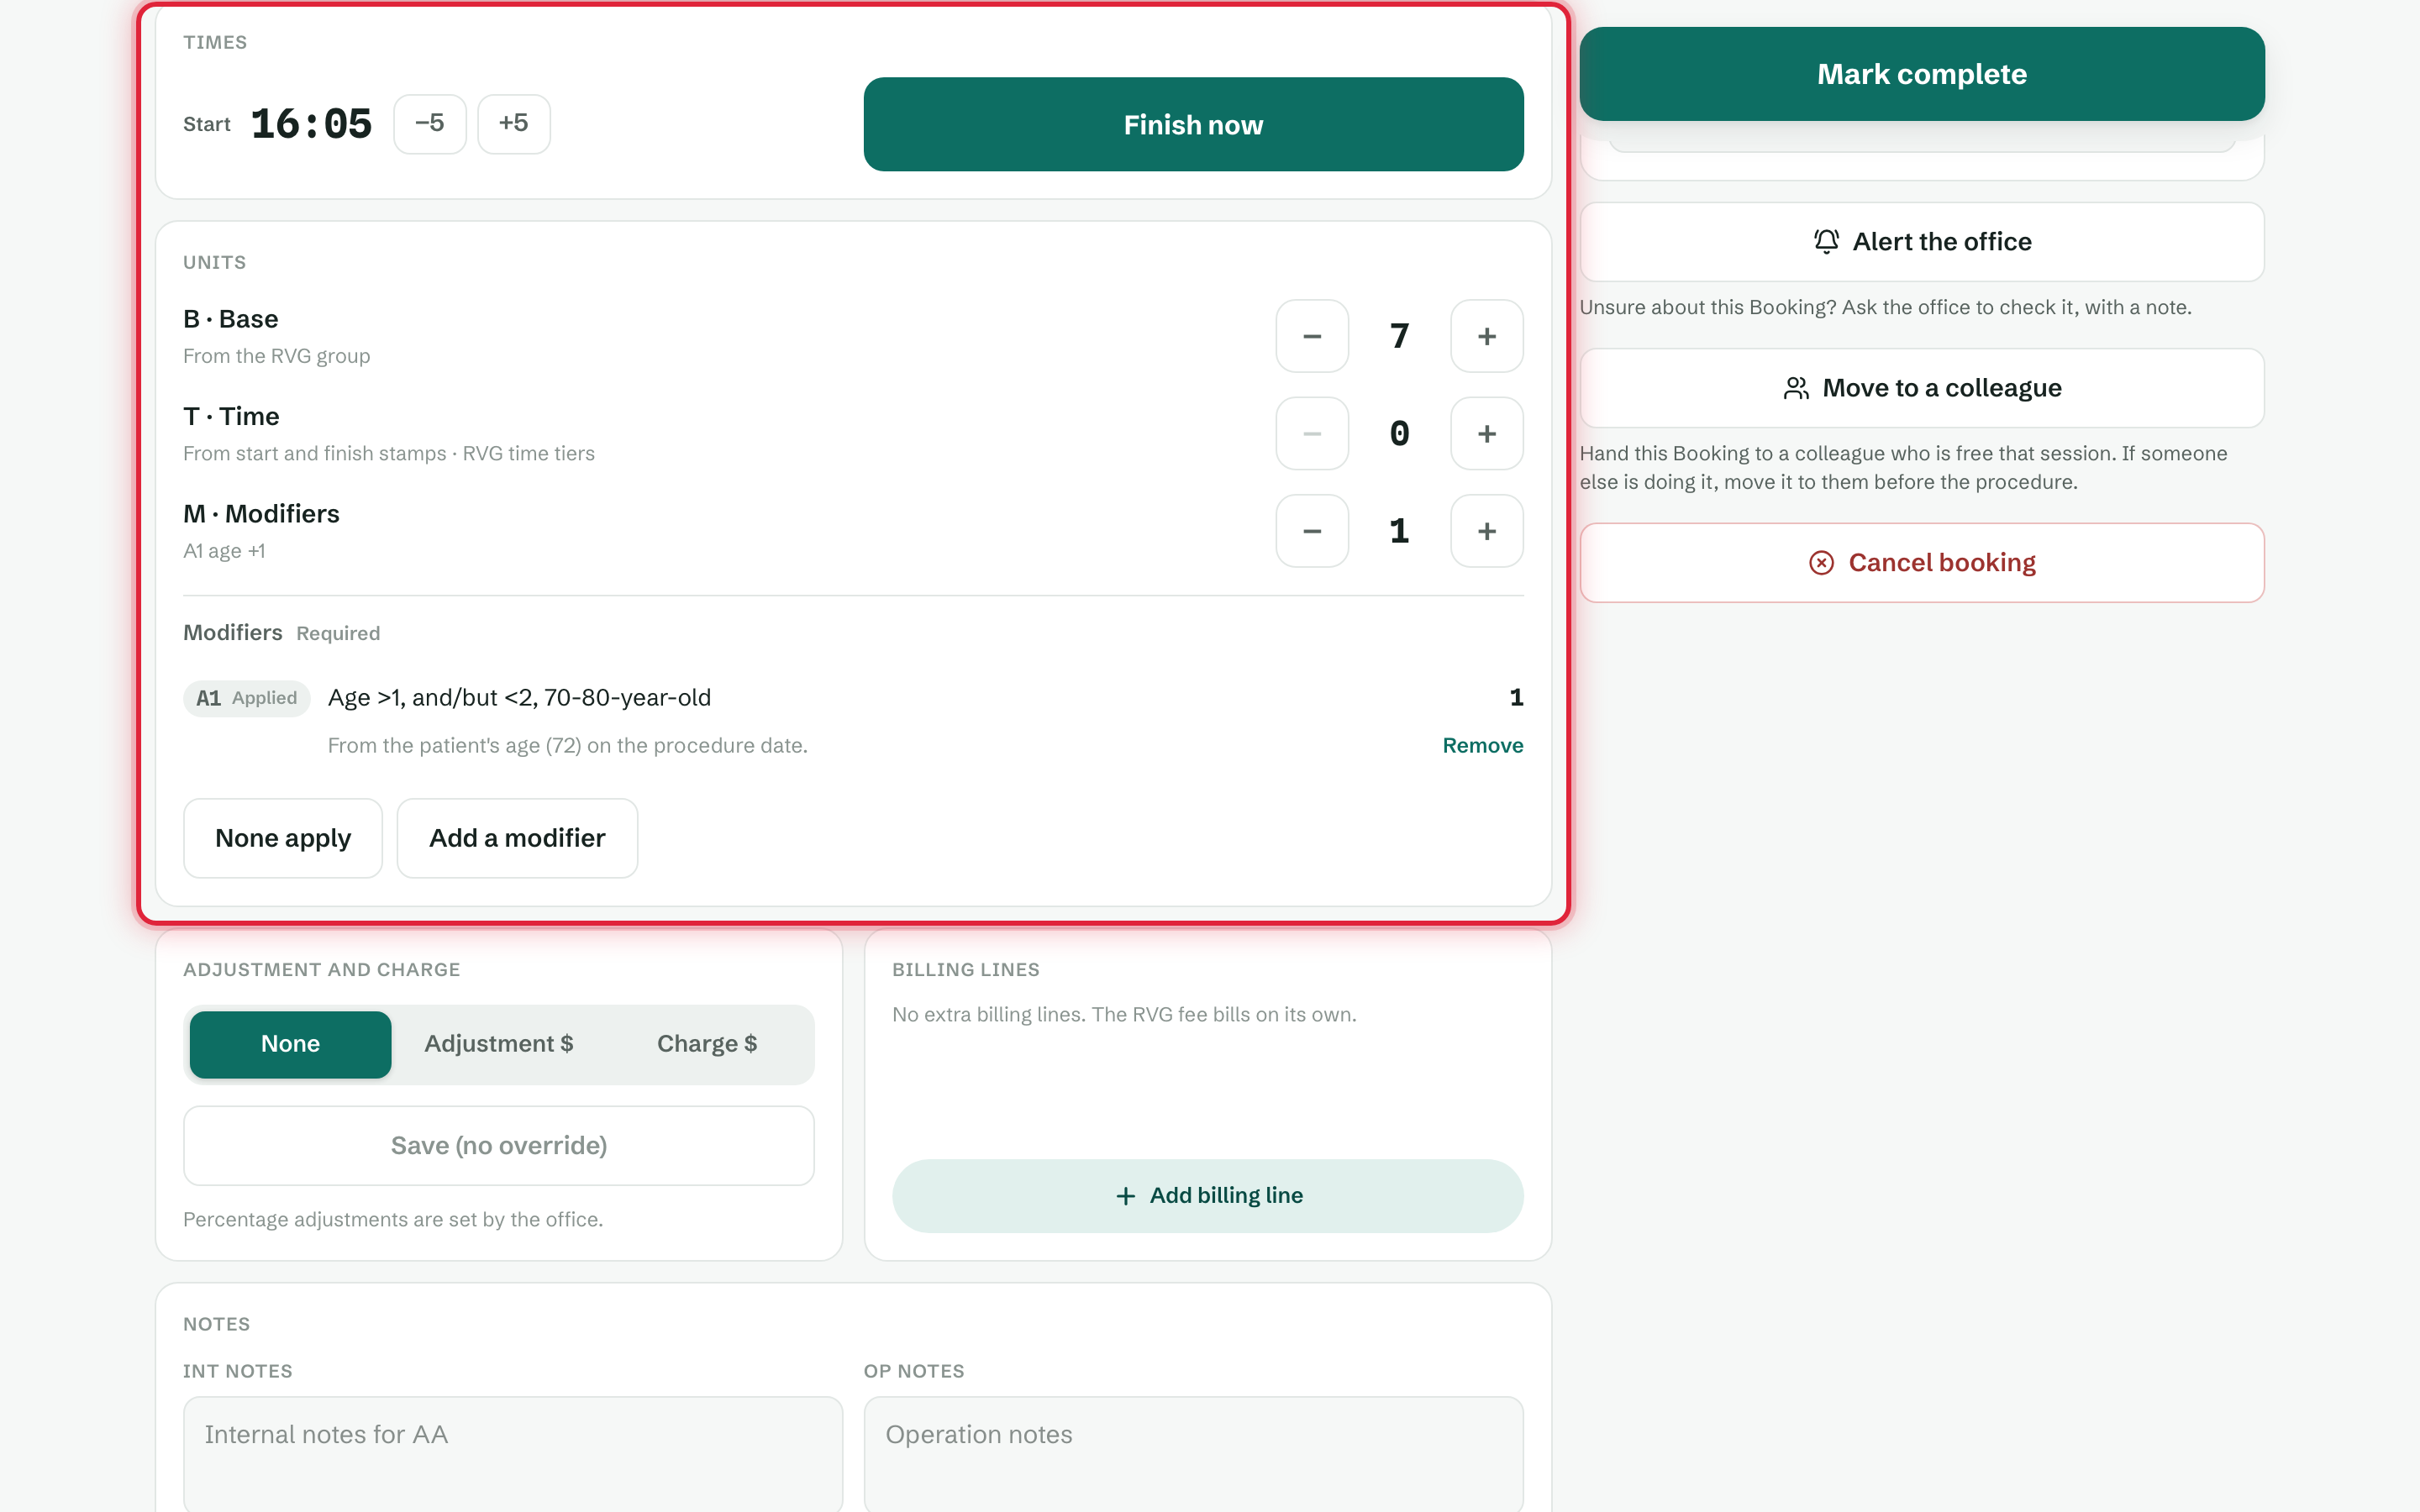 TIMES
Start 16:05 −5 +5 Finish now
UNITS
B · Base
From the RVG group
− 7 +
T · Time
From start and finish stamps · RVG time tiers
− 0 +
M · Modifiers
A1 age +1
− 1 +
Modifiers Required
A1 Applied Age >1, and/but <2, 70-80-year-old 1
From the patient's age (72) on the procedure date. Remove
None apply Add a modifier
ADJUSTMENT AND CHARGE
None Adjustment $ Charge $
Save (no override)
Percentage adjustments are set by the office.
BILLING LINES
No extra billing lines. The RVG fee bills on its own.
+ Add billing line
NOTES
INT NOTES
Internal notes for AA
OP NOTES
Operation notes
Mark complete
Alert the office
Unsure about this Booking? Ask the office to check it, with a note.
Move to a colleague
Hand this Booking to a colleague who is free that session. If someone
else is doing it, move it to them before the procedure.
Cancel booking